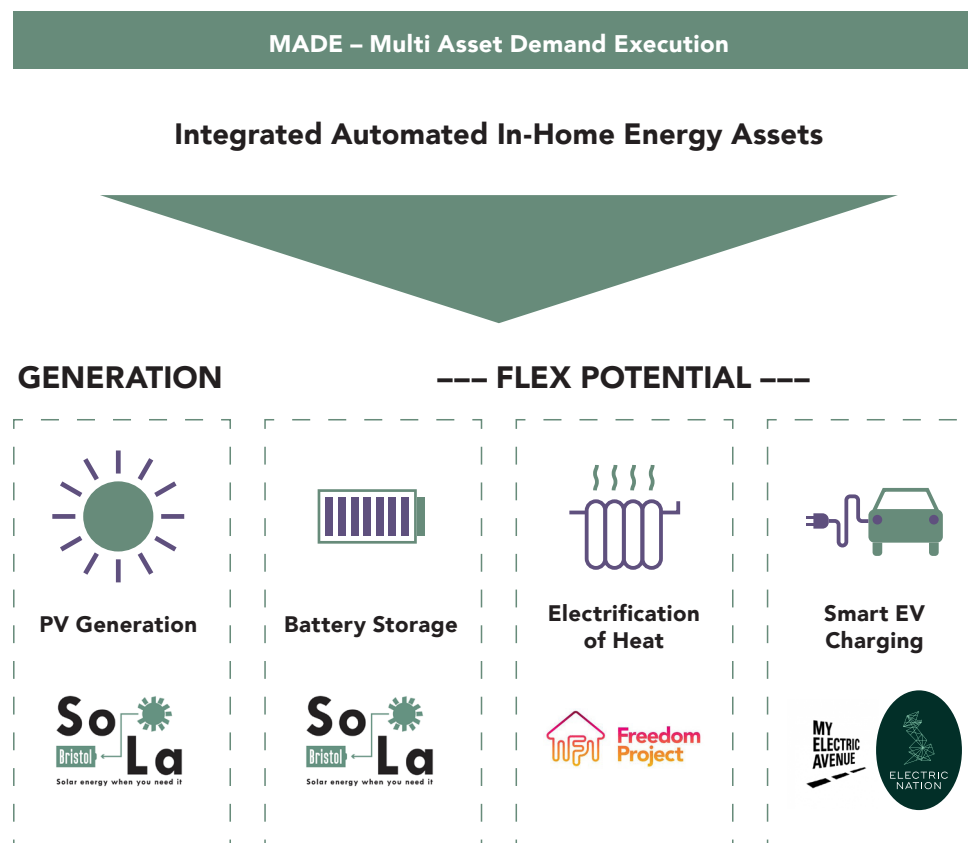 MADE – Multi Asset Demand Execution
Integrated Automated In-Home Energy Assets
GENERATION
––– FLEX POTENTIAL –––
PV Generation
Battery Storage
Electrification
of Heat
Smart EV
Charging
So
Bristol
La
Solar energy when you need it
So
Bristol
La
Solar energy when you need it
Freedom
Project
MY
ELECTRIC
AVENUE
ELECTRIC
NATION